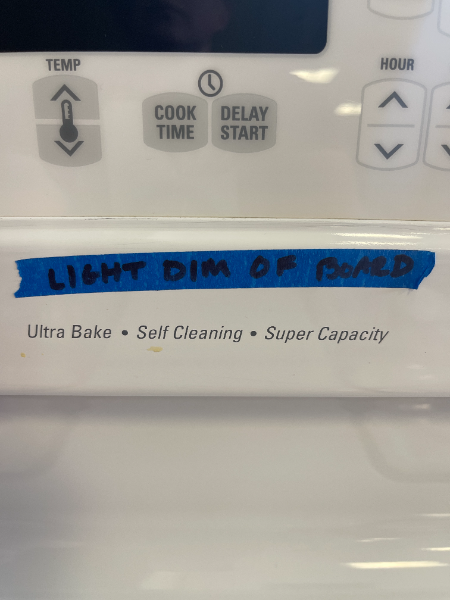 TEMP
HOUR
COOK TIME
DELAY START
LIGHT DIM OF BOARD
Ultra Bake • Self Cleaning • Super Capacity